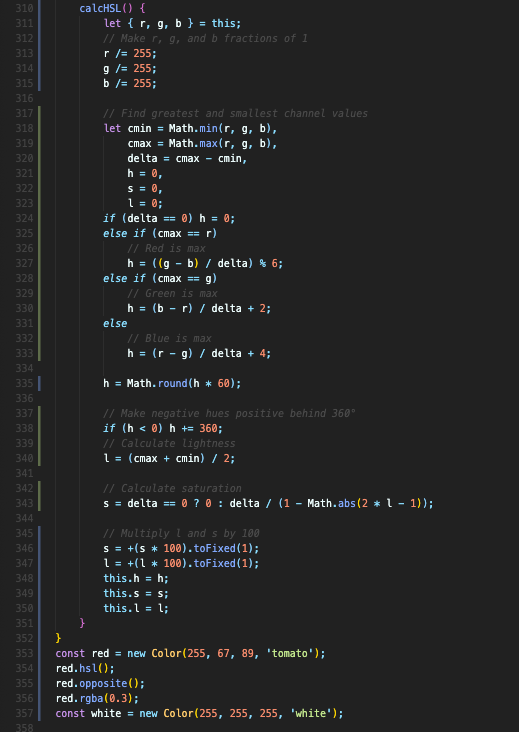 310 calcHSL() {
311 let { r, g, b } = this;
312 // Make r, g, and b fractions of 1
313 r /= 255;
314 g /= 255;
315 b /= 255;
316
317 // Find greatest and smallest channel values
318 let cmin = Math.min(r, g, b),
319 cmax = Math.max(r, g, b),
320 delta = cmax - cmin,
321 h = 0,
322 s = 0,
323 l = 0;
324 if (delta == 0) h = 0;
325 else if (cmax == r)
326 // Red is max
327 h = ((g - b) / delta) % 6;
328 else if (cmax == g)
329 // Green is max
330 h = (b - r) / delta + 2;
331 else
332 // Blue is max
333 h = (r - g) / delta + 4;
334
335 h = Math.round(h * 60);
336
337 // Make negative hues positive behind 360°
338 if (h < 0) h += 360;
339 // Calculate lightness
340 l = (cmax + cmin) / 2;
341
342 // Calculate saturation
343 s = delta == 0 ? 0 : delta / (1 - Math.abs(2 * l - 1));
344
345 // Multiply l and s by 100
346 s = +(s * 100).toFixed(1);
347 l = +(l * 100).toFixed(1);
348 this.h = h;
349 this.s = s;
350 this.l = l;
351 }
352 }
353 const red = new Color(255, 67, 89, 'tomato');
354 red.hsl();
355 red.opposite();
356 red.rgba(0.3);
357 const white = new Color(255, 255, 255, 'white');
358